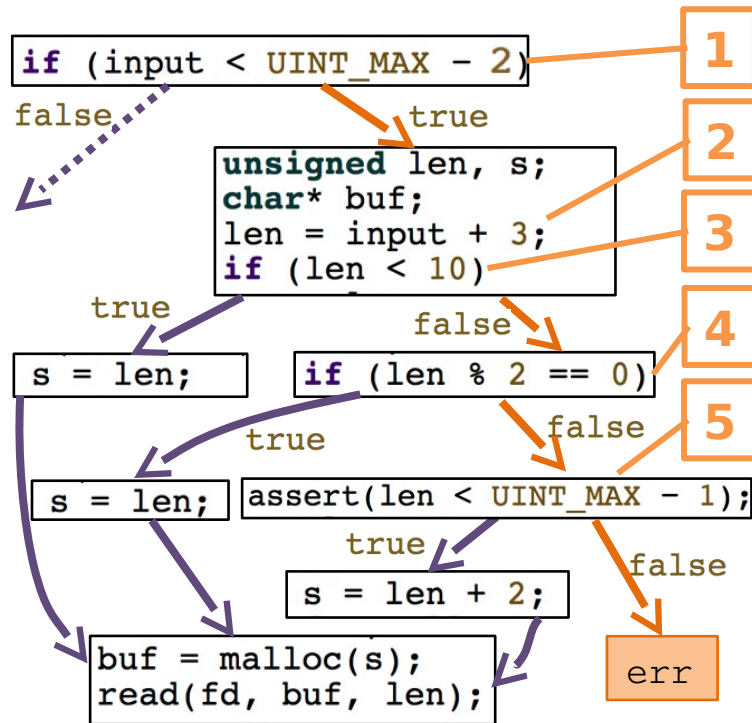 if (input < UINT_MAX - 2)
1
false
true
unsigned len, s;
char* buf;
len = input + 3;
if (len < 10)
2
3
true
false
4
s = len;
if (len % 2 == 0)
5
true
false
s = len;
assert(len < UINT_MAX - 1);
true
false
s = len + 2;
buf = malloc(s);
read(fd, buf, len);
err